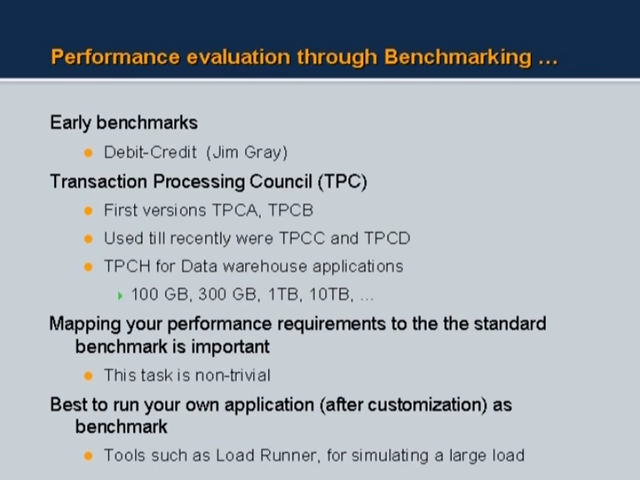 Performance evaluation through Benchmarking ...
Early benchmarks
Debit-Credit (Jim Gray)
Transaction Processing Council (TPC)
First versions TPCA, TPCB
Used till recently were TPCC and TPCD
TPCH for Data warehouse applications
100 GB, 300 GB, 1TB, 10TB, ...
Mapping your performance requirements to the the standard
benchmark is important
This task is non-trivial
Best to run your own application (after customization) as
benchmark
Tools such as Load Runner, for simulating a large load